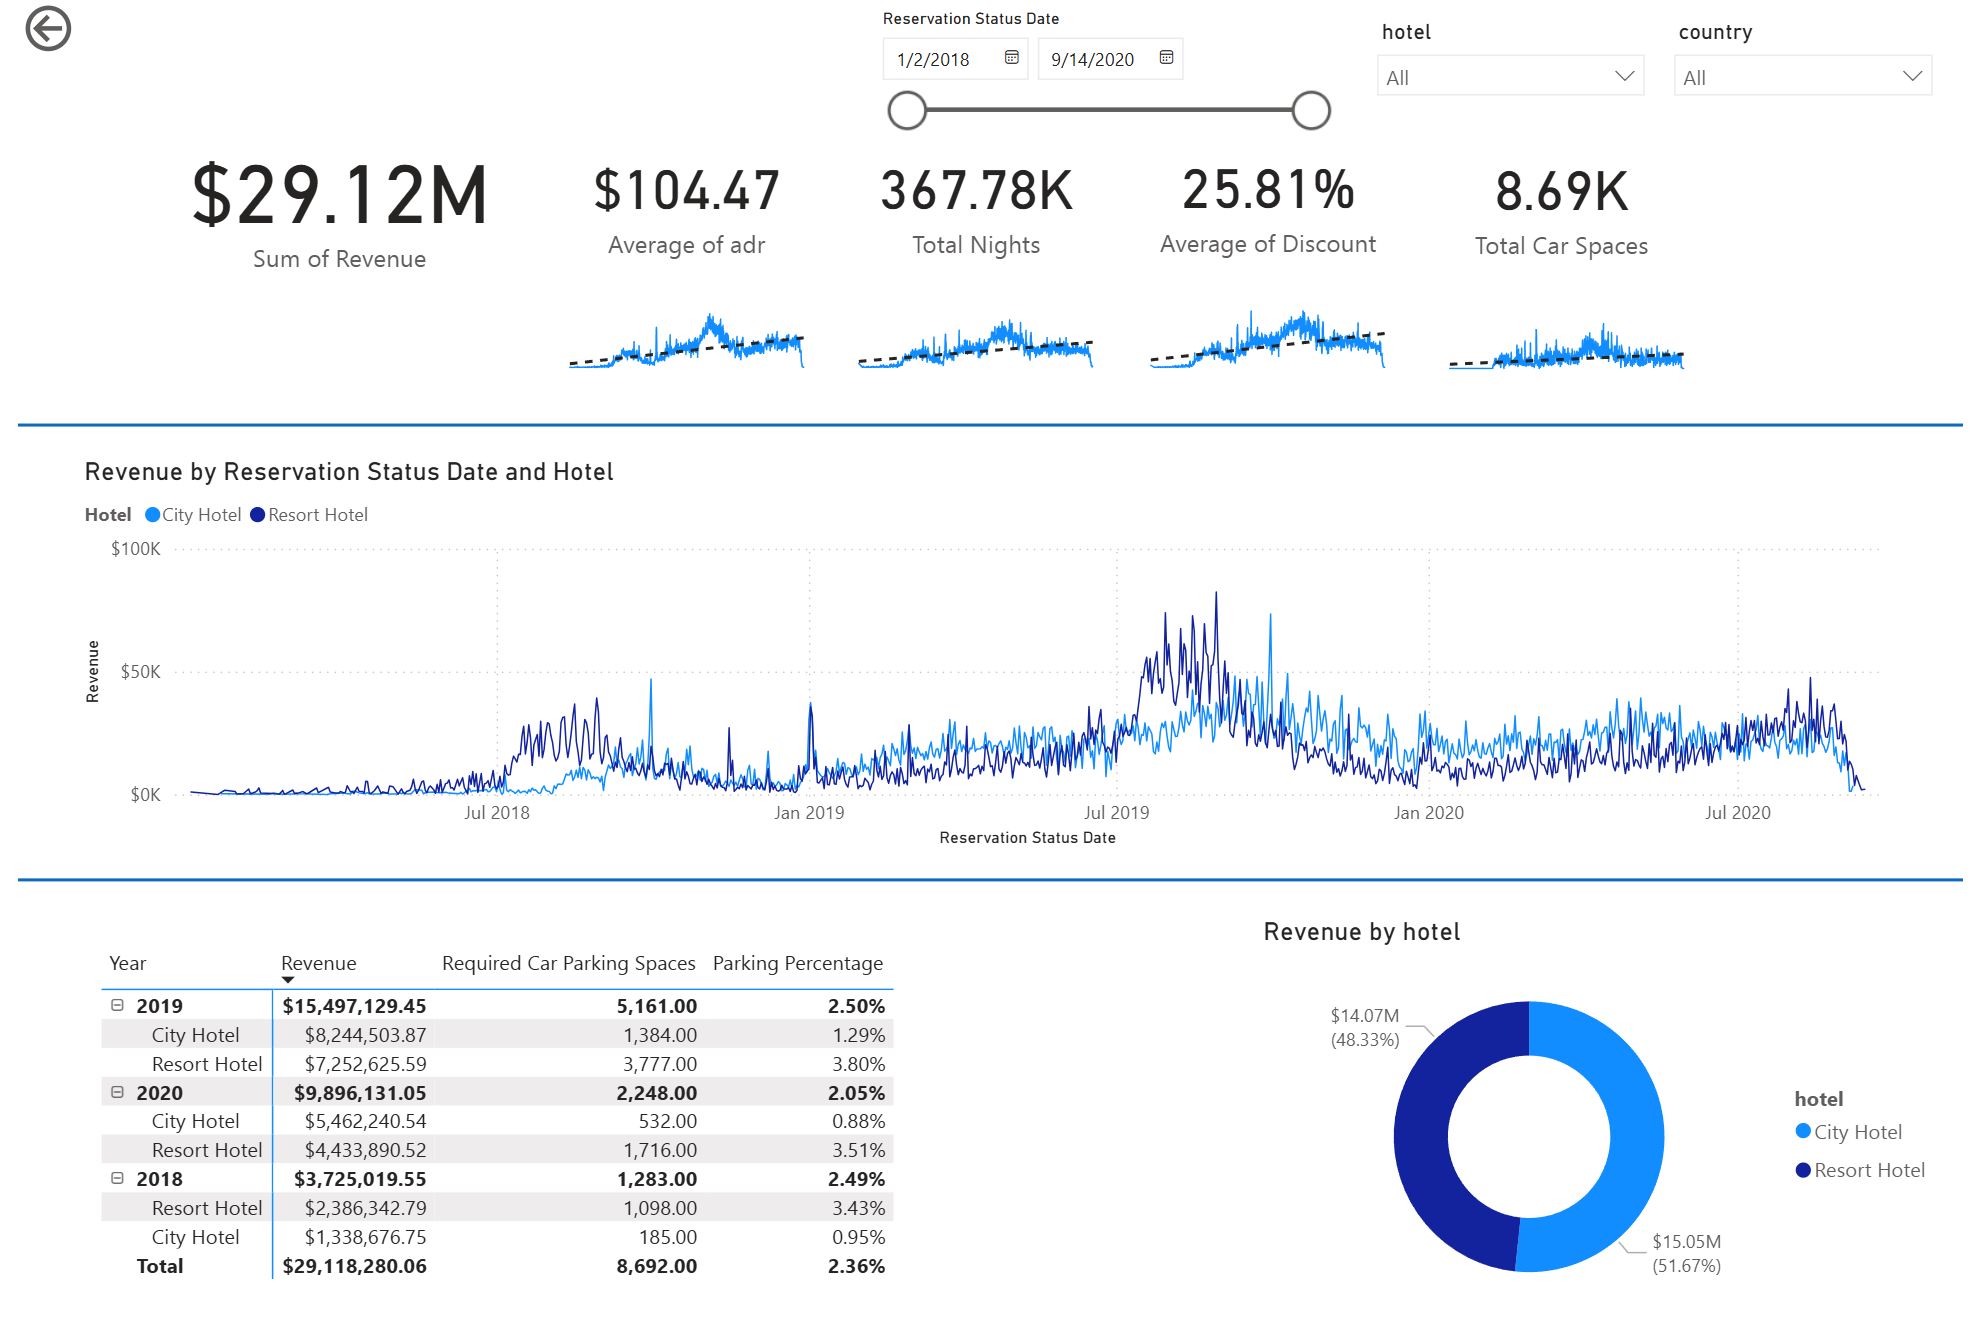 Reservation Status Date
1/2/2018 9/14/2020
hotel
All
country
All
$29.12M
Sum of Revenue
$104.47
Average of adr
367.78K
Total Nights
25.81%
Average of Discount
8.69K
Total Car Spaces
Revenue by Reservation Status Date and Hotel
Hotel City Hotel Resort Hotel
$100K
$50K
$0K
Revenue
Jul 2018 Jan 2019 Jul 2019 Jan 2020 Jul 2020
Reservation Status Date
Year Revenue Required Car Parking Spaces Parking Percentage
2019 $15,497,129.45 5,161.00 2.50%
City Hotel $8,244,503.87 1,384.00 1.29%
Resort Hotel $7,252,625.59 3,777.00 3.80%
2020 $9,896,131.05 2,248.00 2.05%
City Hotel $5,462,240.54 532.00 0.88%
Resort Hotel $4,433,890.52 1,716.00 3.51%
2018 $3,725,019.55 1,283.00 2.49%
Resort Hotel $2,386,342.79 1,098.00 3.43%
City Hotel $1,338,676.75 185.00 0.95%
Total $29,118,280.06 8,692.00 2.36%
Revenue by hotel
$14.07M
(48.33%)
$15.05M
(51.67%)
hotel
City Hotel
Resort Hotel